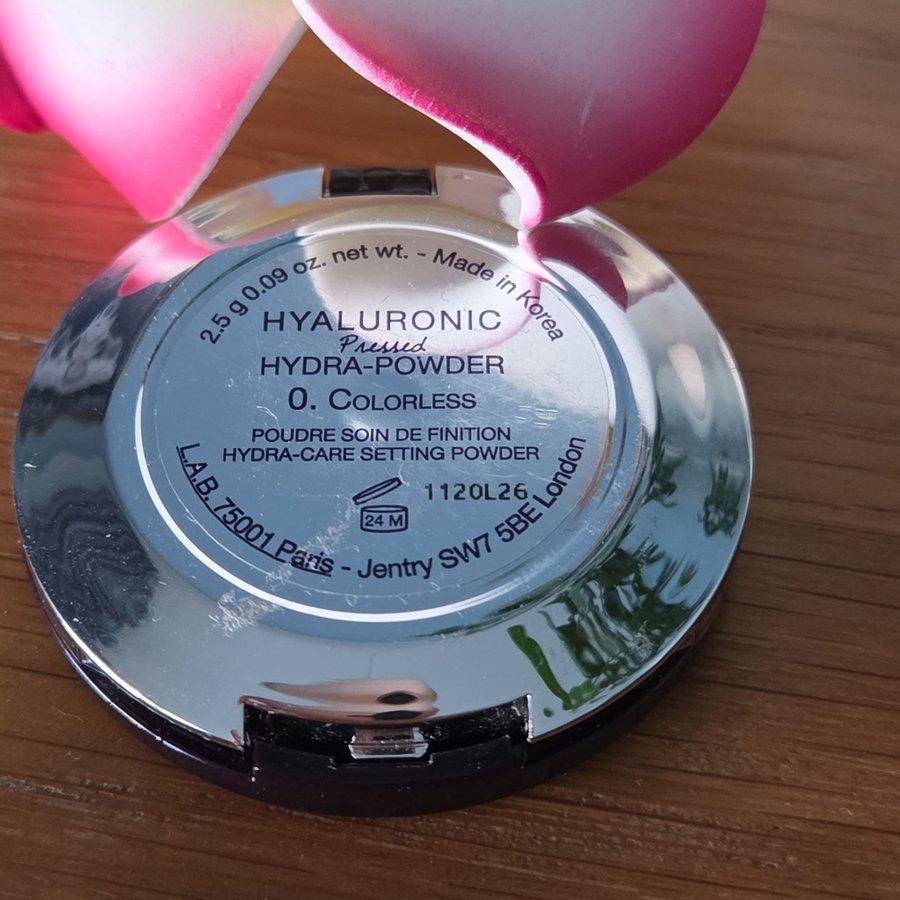 2.5 g 0.09 oz. net wt. - Made in Korea
HYALURONIC
Pressed
HYDRA-POWDER
0. COLORLESS
POUDRE SOIN DE FINITION
HYDRA-CARE SETTING POWDER
1120L26
24 M
L.A.B. 75001 Paris - Jentry SW7 5BE London